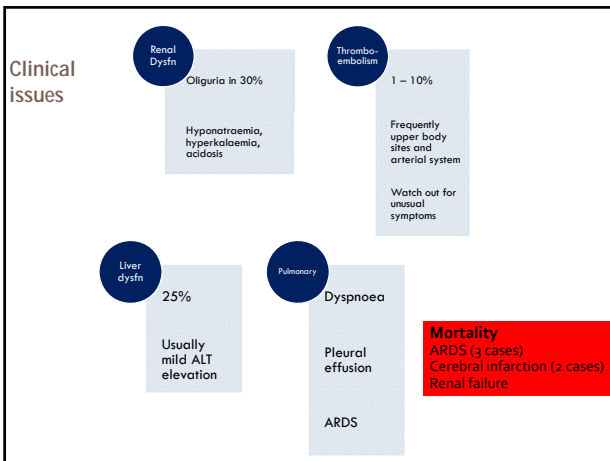 Clinical
issues
Renal
Dysfn
Oliguria in 30%
Hyponatraemia,
hyperkalaemia,
acidosis
Thrombo-
embolism
1 – 10%
Frequently
upper body
sites and
arterial system
Watch out for
unusual
symptoms
Liver
dysfn
25%
Usually
mild ALT
elevation
Pulmonary
Dyspnoea
Pleural
effusion
ARDS
Mortality
ARDS (3 cases)
Cerebral infarction (2 cases)
Renal failure